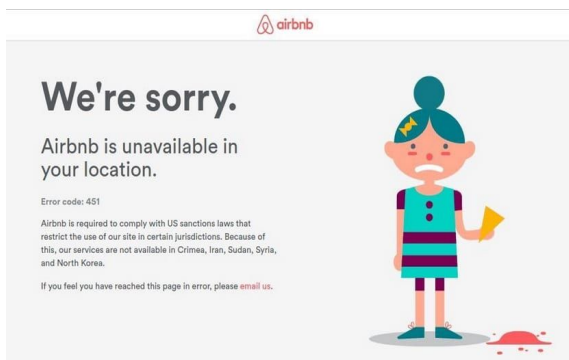 airbnb
We're sorry.
Airbnb is unavailable in
your location.
Error code: 451
Airbnb is required to comply with US sanctions laws that
restrict the use of our site in certain jurisdictions. Because of
this, our services are not available in Crimea, Iran, Sudan, Syria,
and North Korea.
If you feel you have reached this page in error, please email us.